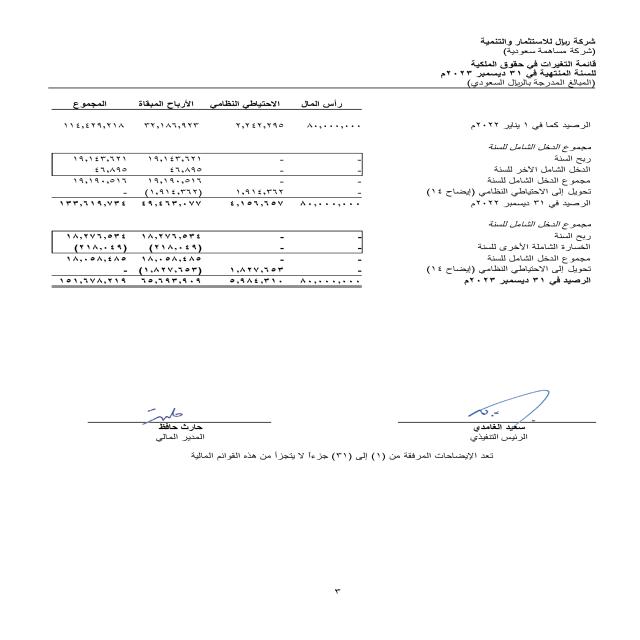 شركة ريال للاستثمار والتنمية
(شركة مساهمة سعودية)
قائمة التغيرات في حقوق الملكية
للسنة المنتهية في ٣١ ديسمبر ٢٠٢٣م
(المبالغ المدرجة بالريال السعودي)
رأس المال الاحتياطي النظامي الأرباح المبقاة المجموع
الرصيد كما في ١ يناير ٢٠٢٢م ٨٠,٠٠٠,٠٠٠ ٢,٢٤٢,٢٩٥ ٣٢,١٨٦,٩٢٣ ١١٤,٤٢٩,٢١٨
مجموع الدخل الشامل للسنة
ربح السنة - - ١٩,١٤٣,٦٢١ ١٩,١٤٣,٦٢١
الدخل الشامل الآخر للسنة - - ٤٦,٨٩٥ ٤٦,٨٩٥
مجموع الدخل الشامل للسنة - - ١٩,١٩٠,٥١٦ ١٩,١٩٠,٥١٦
تحويل إلى الاحتياطي النظامي (إيضاح ١٤) - ١,٩١٤,٣٦٢ (١,٩١٤,٣٦٢) -
الرصيد في ٣١ ديسمبر ٢٠٢٢م ٨٠,٠٠٠,٠٠٠ ٤,١٥٦,٦٥٧ ٤٩,٤٦٣,٠٧٧ ١٣٣,٦١٩,٧٣٤
مجموع الدخل الشامل للسنة
ربح السنة - - ١٨,٢٧٦,٥٣٤ ١٨,٢٧٦,٥٣٤
الخسارة الشاملة الأخرى للسنة - - (٢١٨,٠٤٩) (٢١٨,٠٤٩)
مجموع الدخل الشامل للسنة - - ١٨,٠٥٨,٤٨٥ ١٨,٠٥٨,٤٨٥
تحويل إلى الاحتياطي النظامي (إيضاح ١٤) - ١,٨٢٧,٦٥٣ (١,٨٢٧,٦٥٣) -
الرصيد في ٣١ ديسمبر ٢٠٢٣م ٨٠,٠٠٠,٠٠٠ ٥,٩٨٤,٣١٠ ٦٥,٦٩٣,٩٠٩ ١٥١,٦٧٨,٢١٩
سعيد الغامدي حارث حافظ
الرئيس التنفيذي المدير المالي
تعد الإيضاحات المرفقة من (١) إلى (٣١) جزءاً لا يتجزأ من هذه القوائم المالية
٣